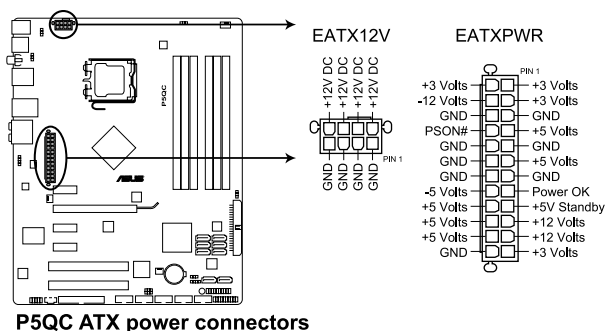 EATX12V
+12V DC
+12V DC
+12V DC
+12V DC
GND
GND
GND
GND
PIN 1
EATXPWR
PIN 1
+3 Volts +3 Volts
-12 Volts +3 Volts
GND GND
PSON# +5 Volts
GND GND
GND +5 Volts
GND GND
-5 Volts Power OK
+5 Volts +5V Standby
+5 Volts +12 Volts
+5 Volts +12 Volts
GND +3 Volts
P5QC
ASUS
P5QC ATX power connectors